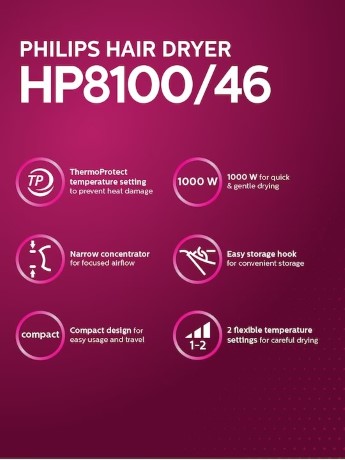 PHILIPS HAIR DRYER
HP8100/46
TP
ThermoProtect
temperature setting
to prevent heat damage
1000 W
1000 W for quick
& gentle drying
Narrow concentrator
for focused airflow
Easy storage hook
for convenient storage
compact
Compact design for
easy usage and travel
1-2
2 flexible temperature
settings for careful drying